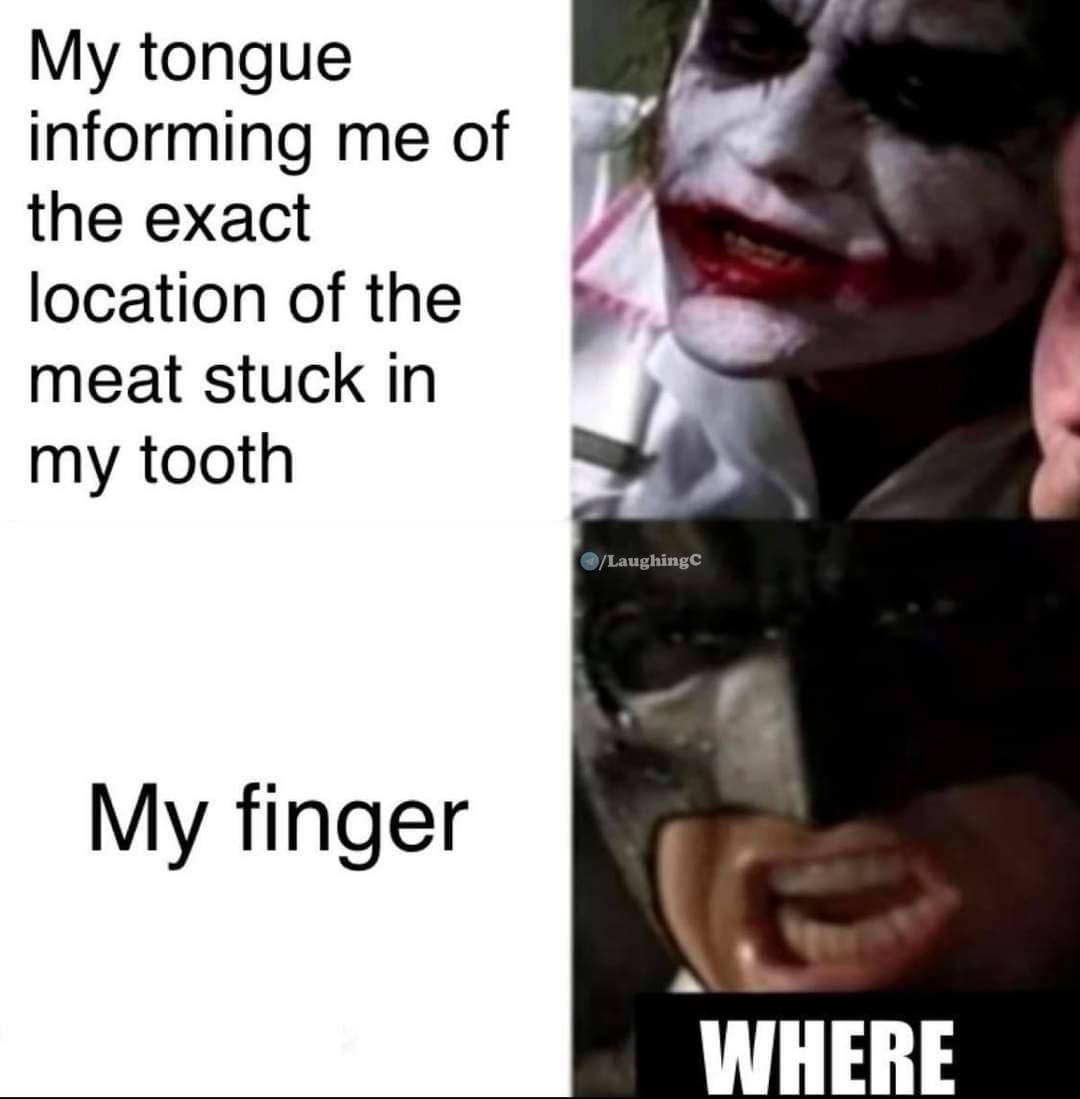 My tongue
informing me of
the exact
location of the
meat stuck in
my tooth
/LaughingC
My finger
WHERE